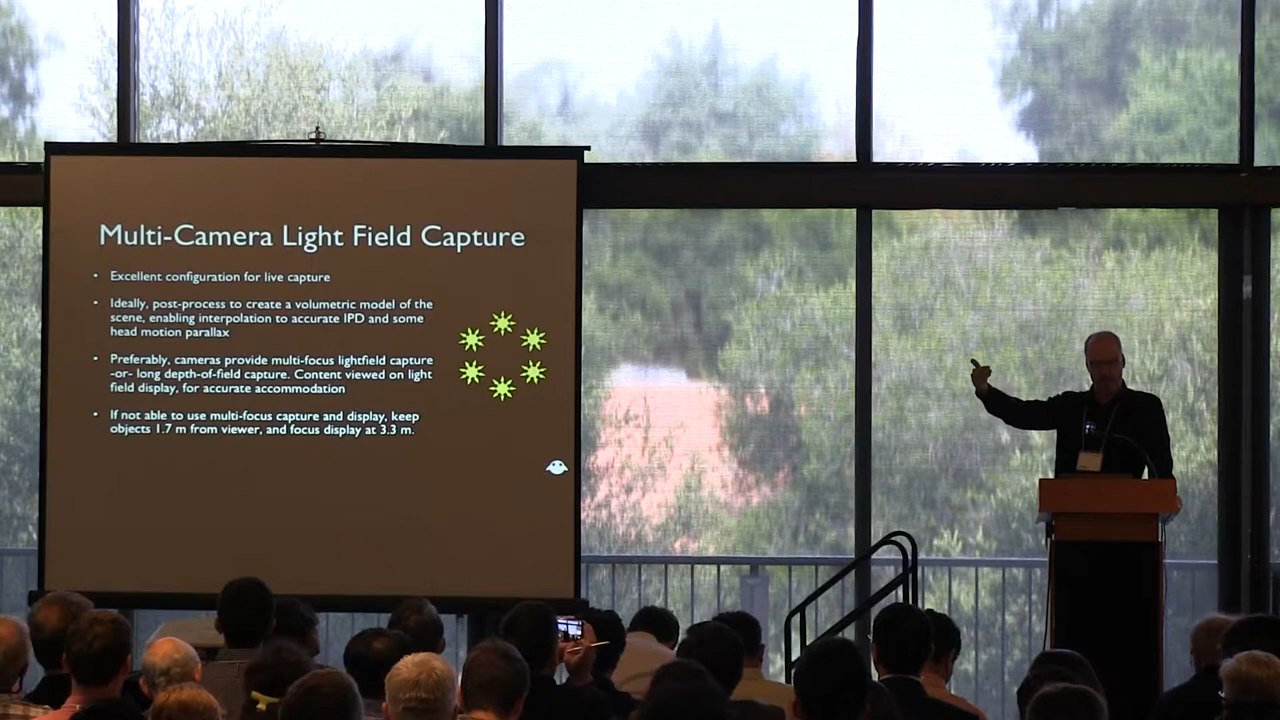 Multi-Camera Light Field Capture
• Excellent configuration for live capture
• Ideally, post-process to create a volumetric model of the
scene, enabling interpolation to accurate IPD and some
head motion parallax
• Preferably, cameras provide multi-focus lightfield capture
-or- long depth-of-field capture. Content viewed on light
field display, for accurate accommodation
• If not able to use multi-focus capture and display, keep
objects 1.7 m from viewer, and focus display at 3.3 m.